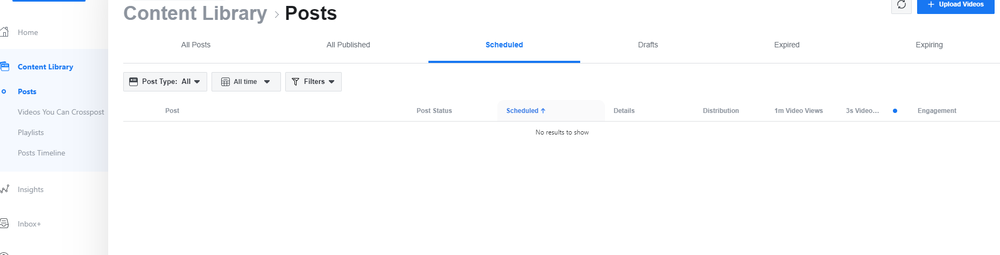 Content Library > Posts
Upload Videos
Home
Content Library
Posts
Videos You Can Crosspost
Playlists
Posts Timeline
Insights
Inbox+
All Posts All Published Scheduled Drafts Expired Expiring
Post Type: All All time Filters
Post Post Status Scheduled ↑ Details Distribution 1m Video Views 3s Video... Engagement
No results to show